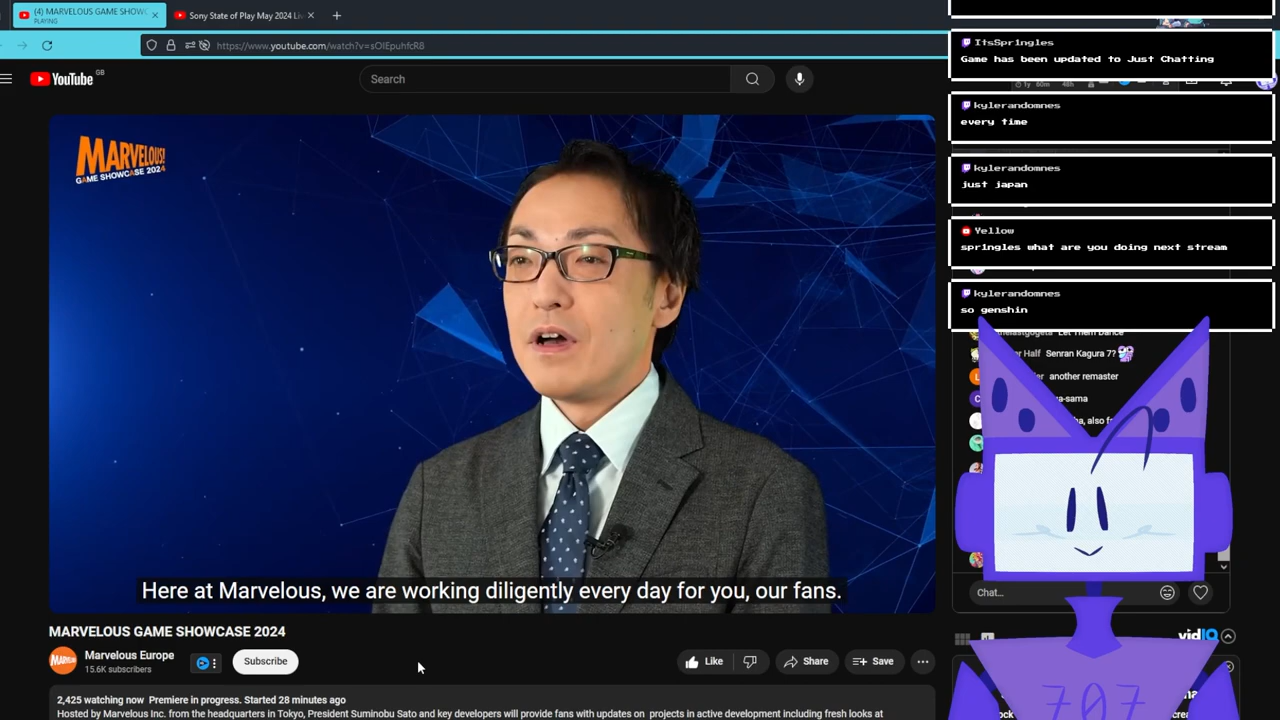 (4) MARVELOUS GAME SHOWC
PLAYING
Sony State of Play May 2024 Li
https://www.youtube.com/watch?v=sOIEpuhfcR8
YouTube GB
Search
MARVELOUS!
GAME SHOWCASE 2024
Here at Marvelous, we are working diligently every day for you, our fans.
MARVELOUS GAME SHOWCASE 2024
Marvelous Europe
15.6K subscribers
Subscribe
Like
Share
Save
2,425 watching now Premiere in progress. Started 28 minutes ago
Hosted by Marvelous Inc. from the headquarters in Tokyo, President Suminobu Sato and key developers will provide fans with updates on projects in active development including fresh looks at
ItsSpr1ngles
Game has been updated to Just Chatting
kylerandomnes
every time
kylerandomnes
just japan
Yellow
spr1ngles what are you doing next stream
kylerandomnes
so genshin
Let Them Dance
Half Senran Kagura 7?
another remaster
a-sama
Chat...
vidIQ
707